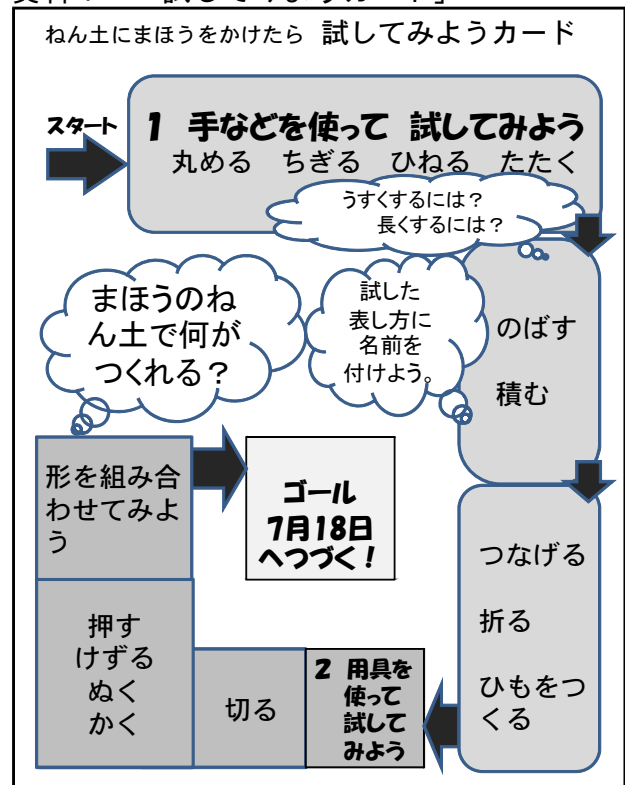 ねん土にまほうをかけたら 試してみようカード
スタート
1 手などを使って 試してみよう
丸める ちぎる ひねる たたく
うすくするには？
長くするには？
のばす
積む
試した
表し方に
名前を
付けよう。
つなげる
折る
ひもをつ
くる
2 用具を
使って
試して
みよう
切る
押す
けずる
ぬく
かく
形を組み合
わせてみよ
う
まほうのね
ん土で何が
つくれる？
ゴール
7月18日
へつづく！